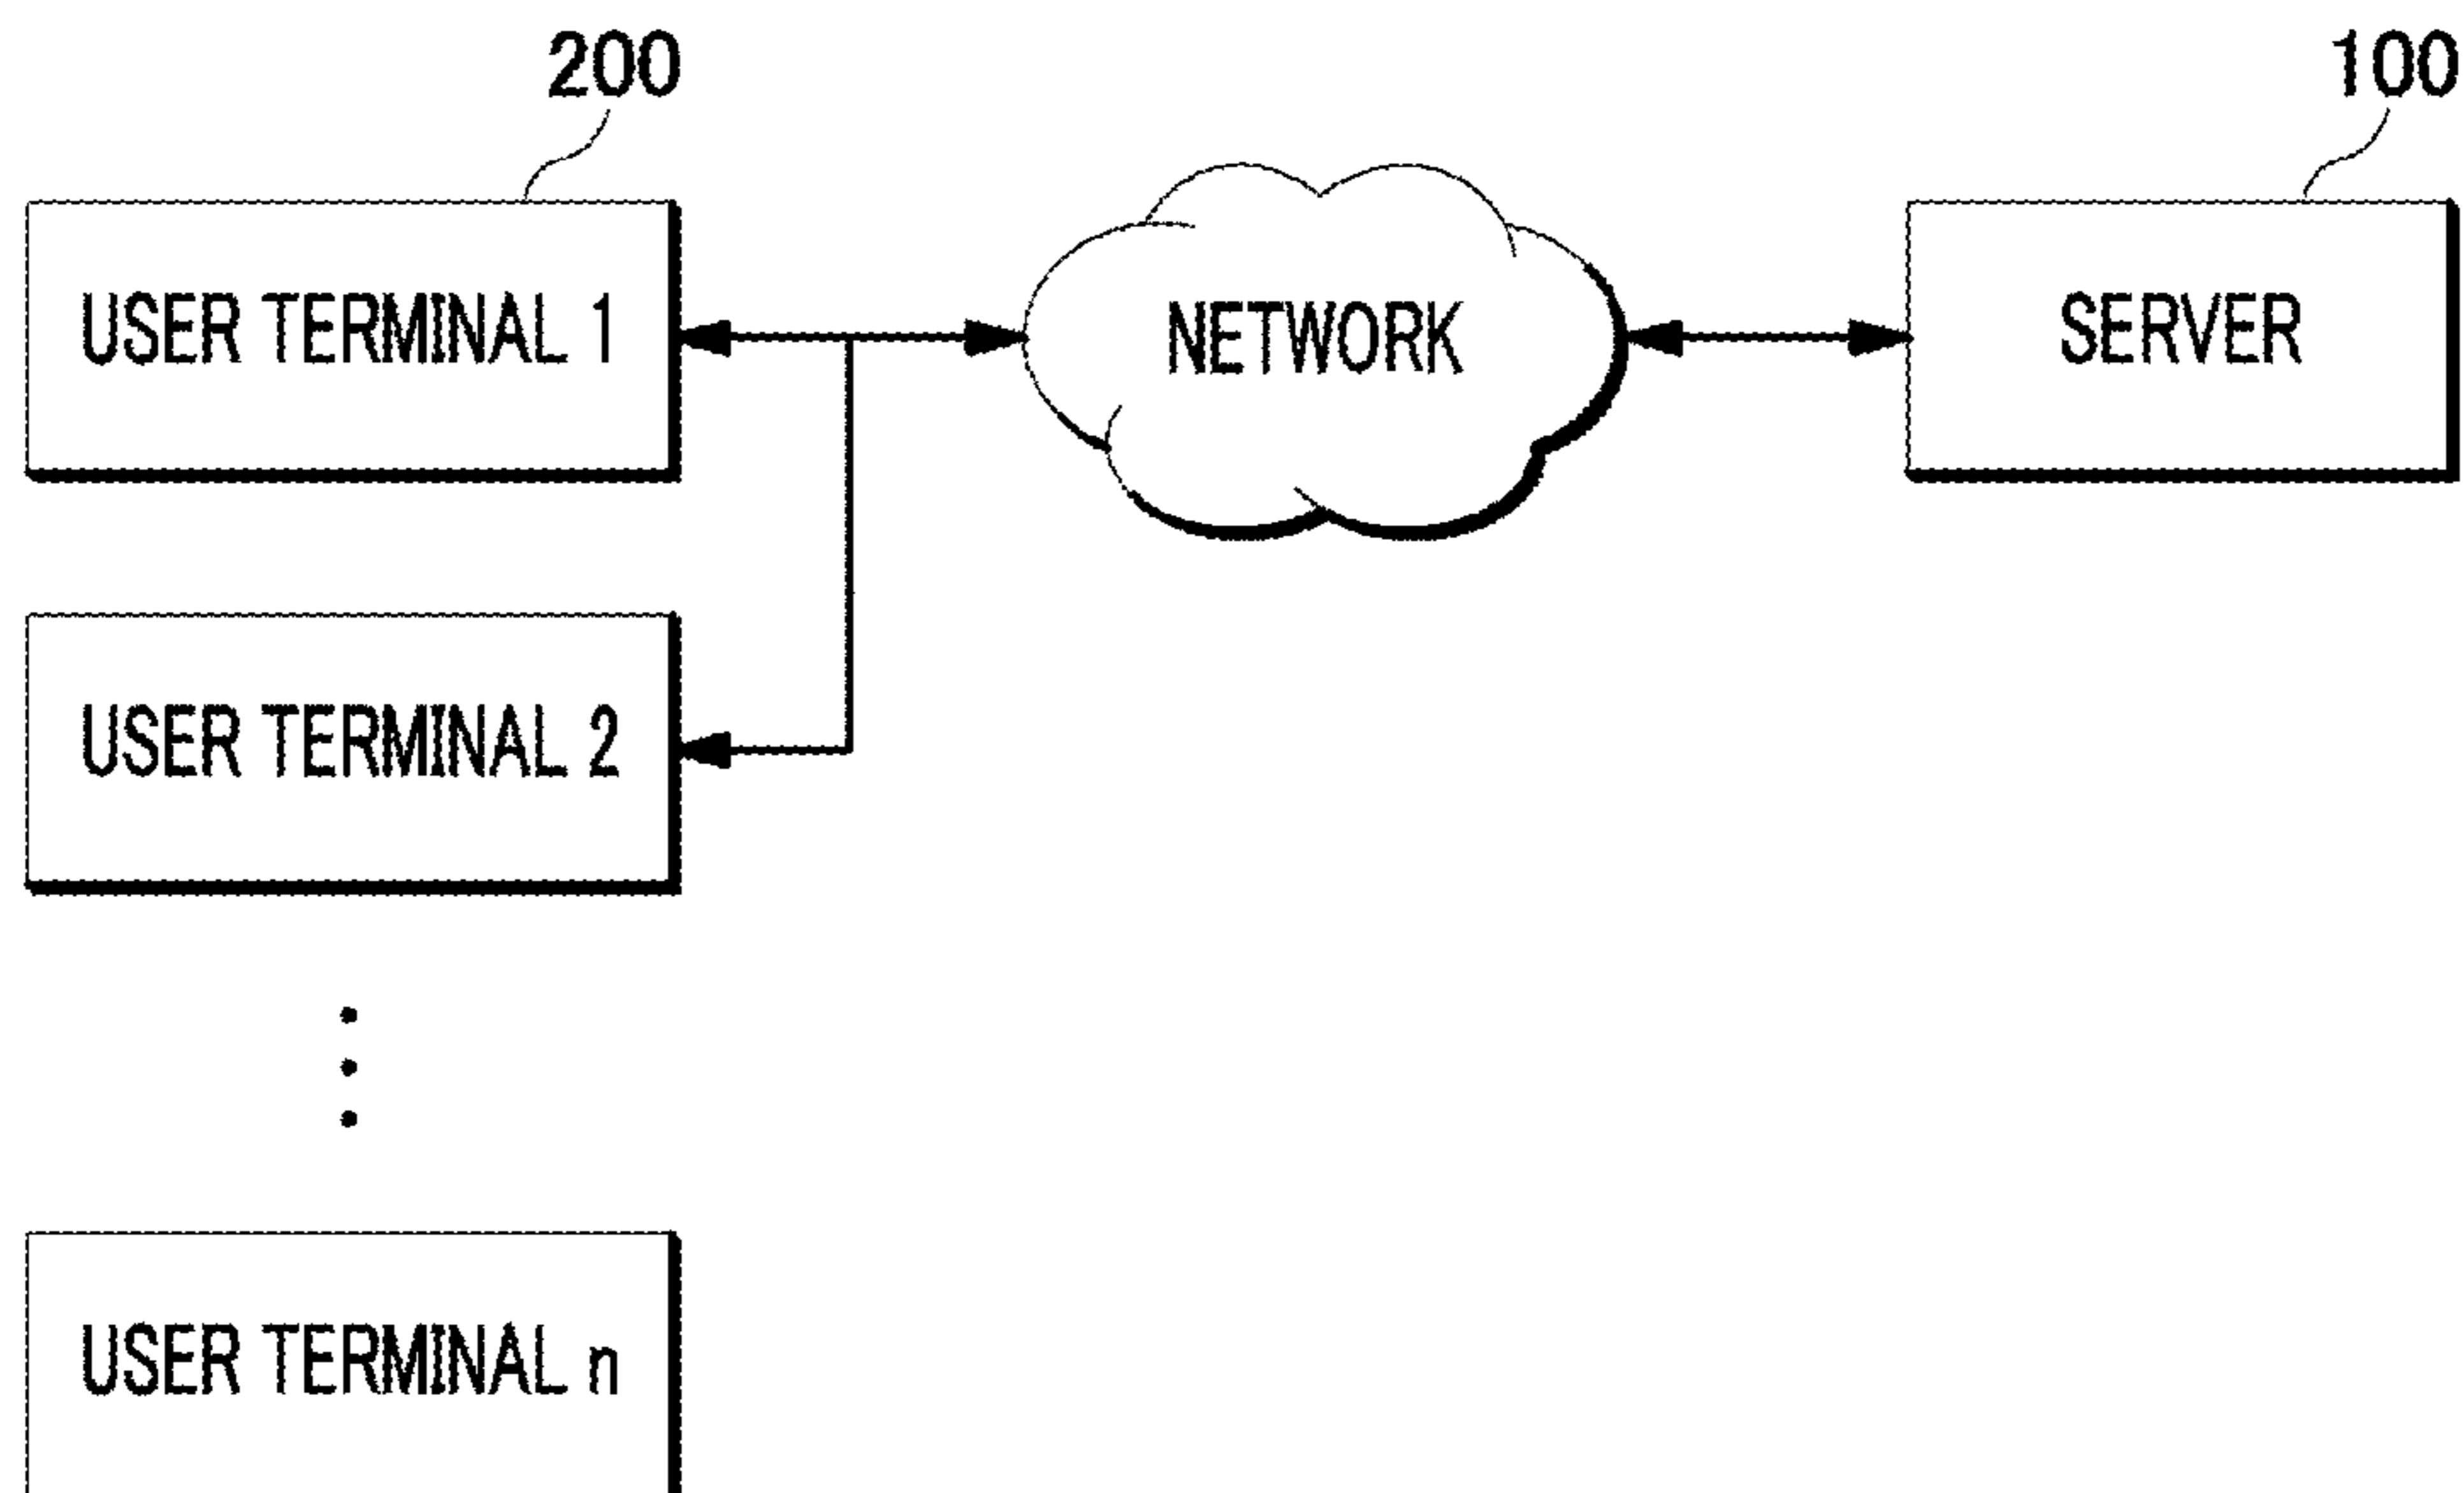 200
100
USER TERMINAL 1
NETWORK
SERVER
USER TERMINAL 2
USER TERMINAL n